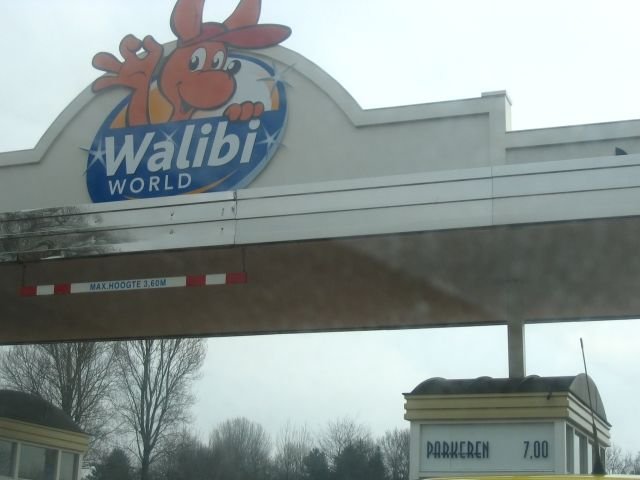 Walibi
WORLD
MAX.HOOGTE 3,60M
PARKEREN 7,00